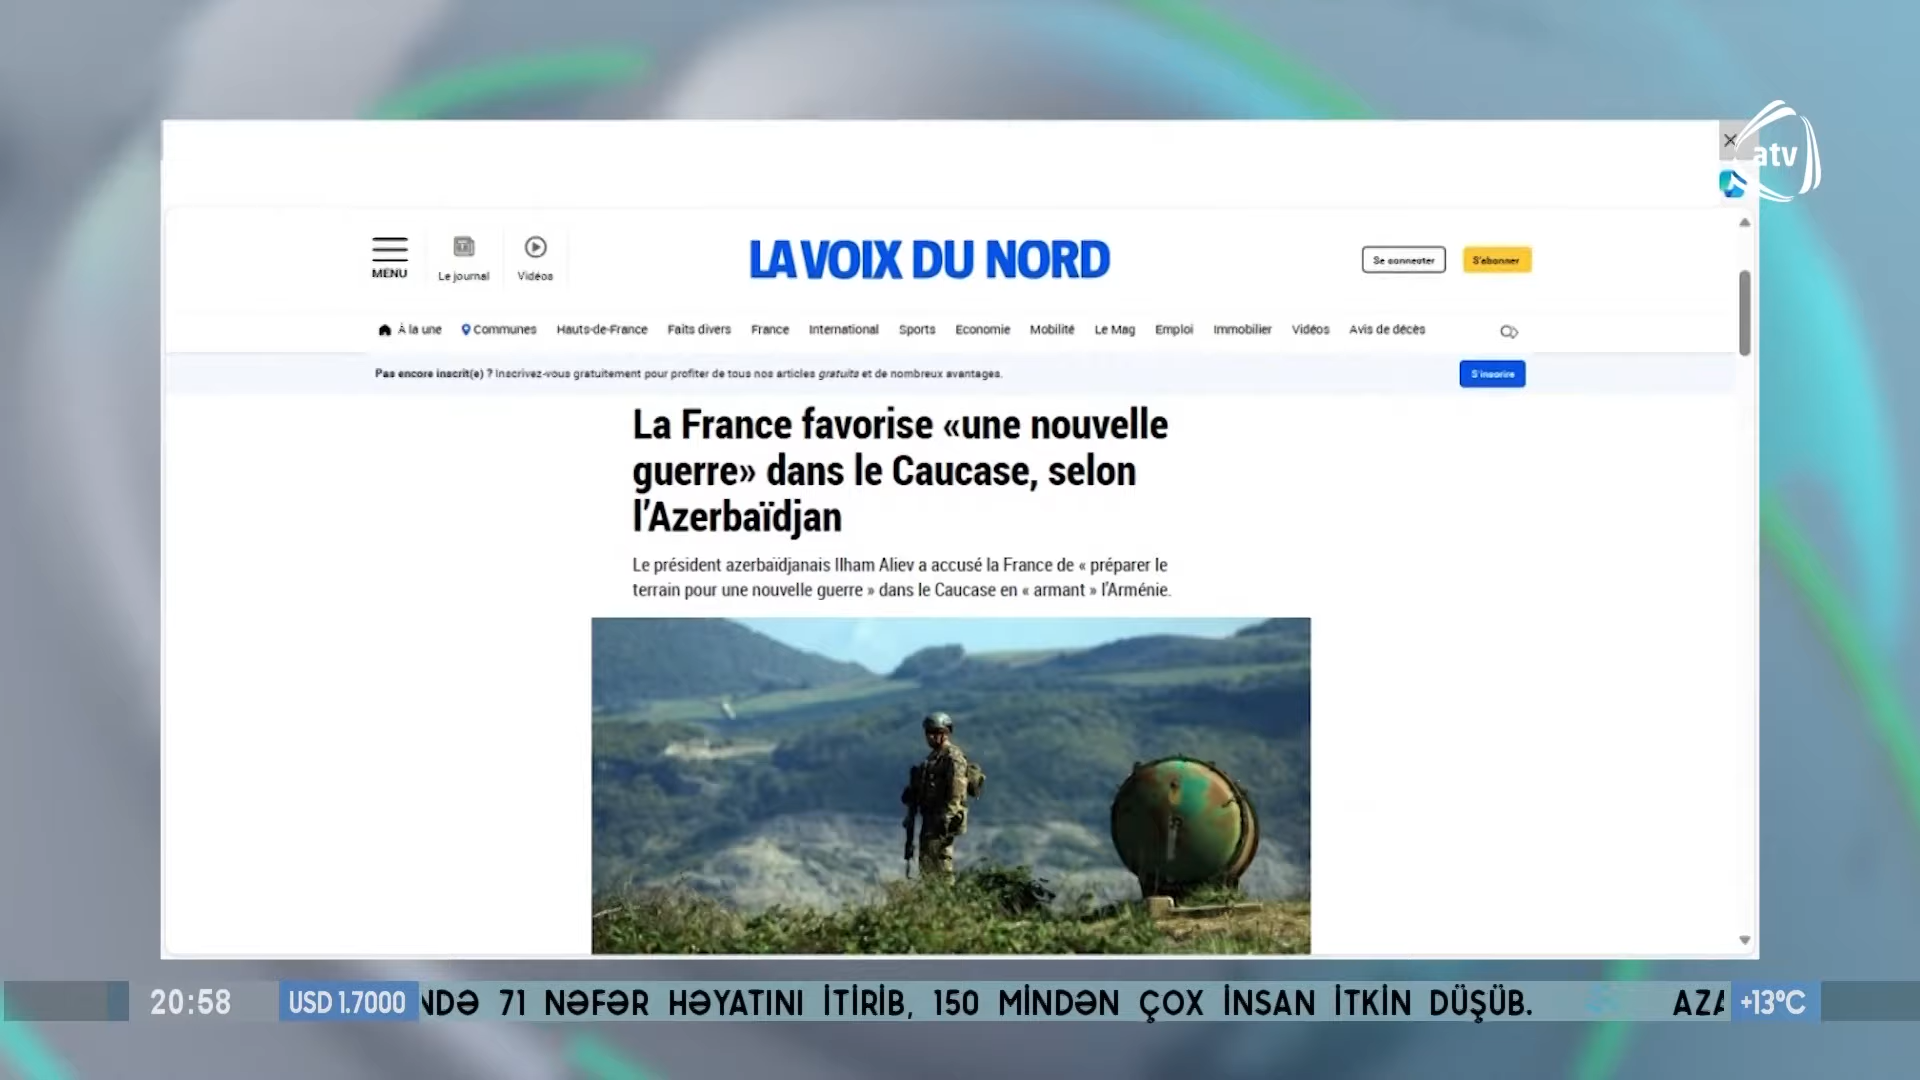 atv
MENU
Le journal
Vidéos
LA VOIX DU NORD
Se connecter
S'abonner
À la une
Communes
Hauts-de-France
Faits divers
France
International
Sports
Economie
Mobilité
Le Mag
Emploi
Immobilier
Vidéos
Avis de décès
Pas encore inscrit(e) ? Inscrivez-vous gratuitement pour profiter de tous nos articles gratuits et de nombreux avantages.
S'inscrire
La France favorise «une nouvelle
guerre» dans le Caucase, selon
l'Azerbaïdjan
Le président azerbaïdjanais Ilham Aliev a accusé la France de « préparer le
terrain pour une nouvelle guerre » dans le Caucase en « armant » l'Arménie.
20:58
USD 1.7000
NDƏ 71 NƏFƏR HƏYATINI İTİRİB, 150 MİNDƏN ÇOX İNSAN İTKİN DÜŞÜB.
AZA
+13°C